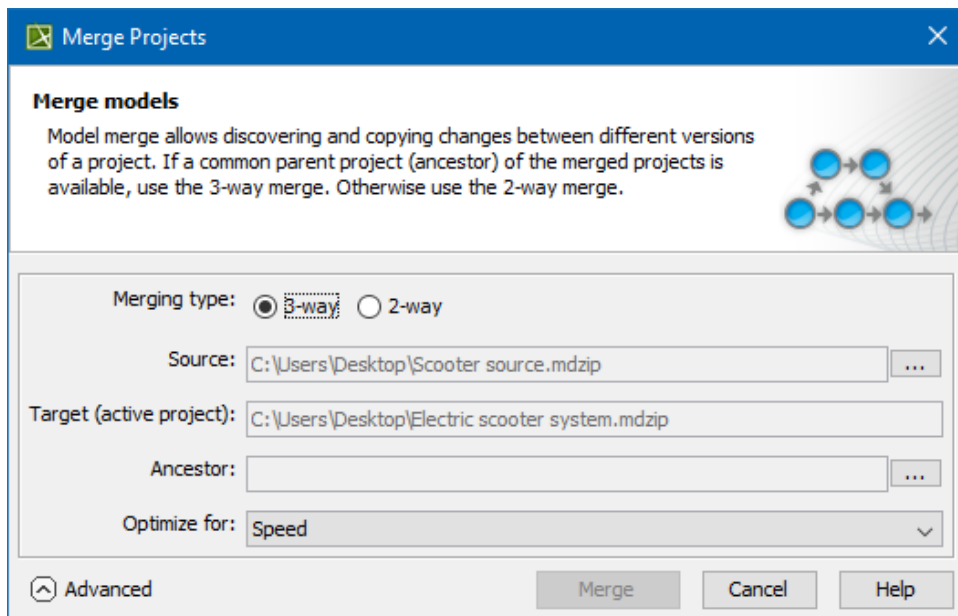 Merge Projects
Merge models
Model merge allows discovering and copying changes between different versions
of a project. If a common parent project (ancestor) of the merged projects is
available, use the 3-way merge. Otherwise use the 2-way merge.
Merging type: 3-way 2-way
Source: C:\Users\Desktop\Scooter source.mdzip ...
Target (active project): C:\Users\Desktop\Electric scooter system.mdzip
Ancestor: ...
Optimize for: Speed
Advanced Merge Cancel Help